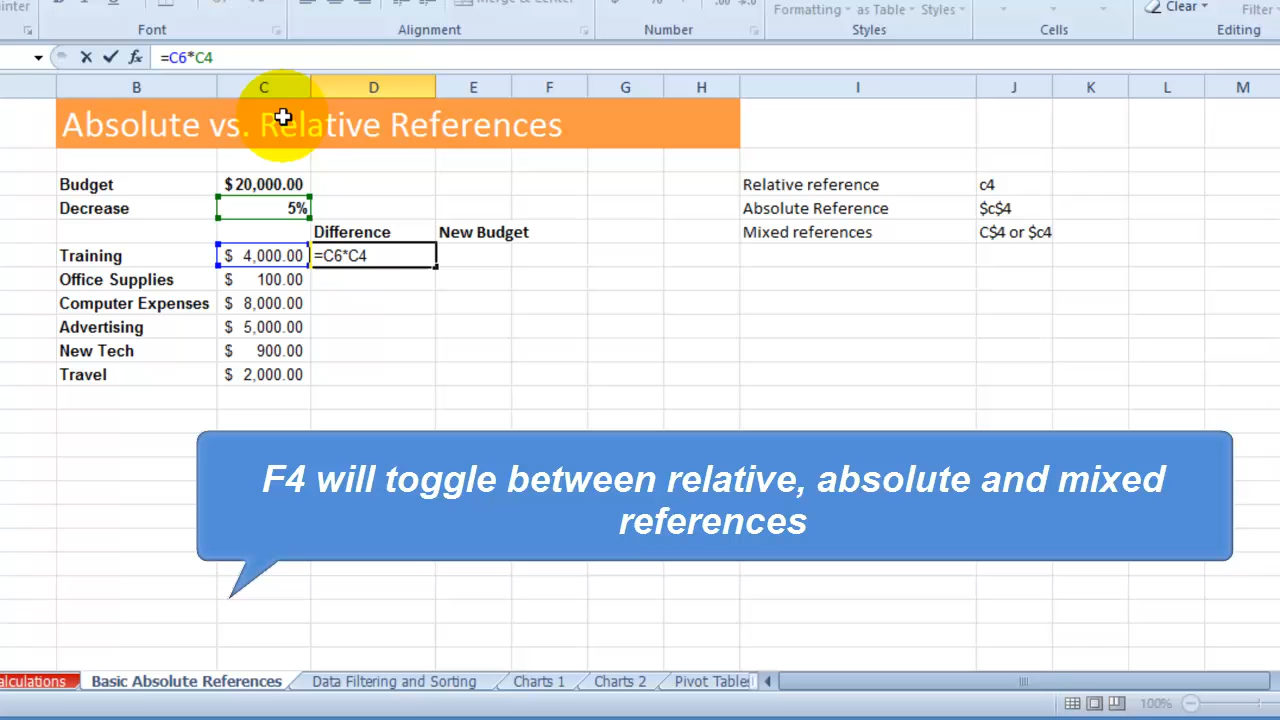 Formatting as Table Styles
Clear
Filter
Font Alignment Number Styles Cells Editing
=C6*C4
B C D E F G H I J K L M
Absolute vs. Relative References
Budget $20,000.00 Relative reference c4
Decrease 5% Absolute Reference $c$4
Difference New Budget Mixed references C$4 or $c4
Training $ 4,000.00 =C6*C4
Office Supplies $ 100.00
Computer Expenses $ 8,000.00
Advertising $ 5,000.00
New Tech $ 900.00
Travel $ 2,000.00
F4 will toggle between relative, absolute and mixed
references
alculations Basic Absolute References Data Filtering and Sorting Charts 1 Charts 2 Pivot Tables
100%